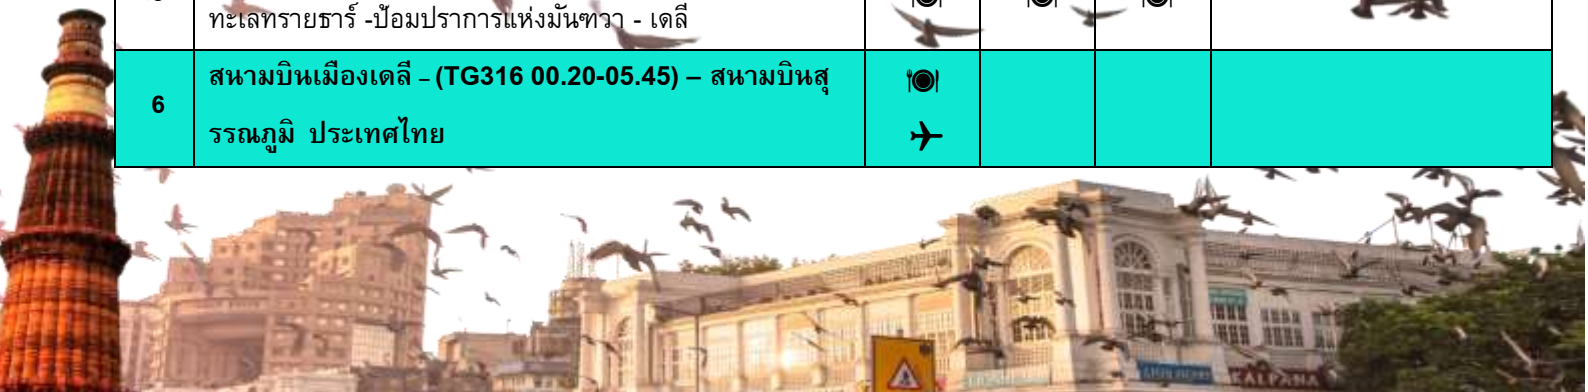 ทะเลทรายธาร์ -ป้อมปราการแห่งมันฑวา - เดลี
6
สนามบินเมืองเดลี – (TG316 00.20-05.45) – สนามบินสุ
รรณภูมิ ประเทศไทย
KALPANA